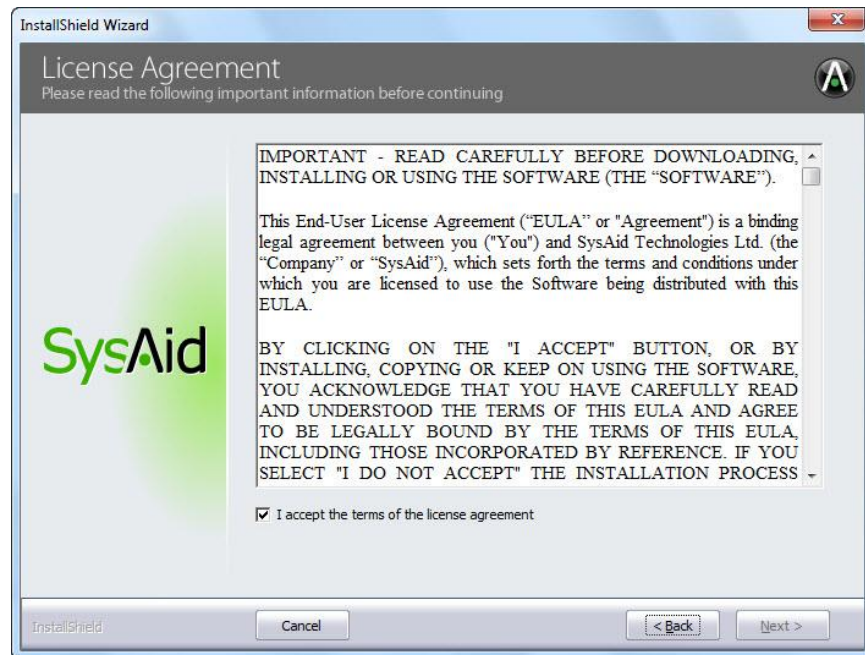 InstallShield Wizard
License Agreement
Please read the following important information before continuing
IMPORTANT - READ CAREFULLY BEFORE DOWNLOADING,
INSTALLING OR USING THE SOFTWARE (THE “SOFTWARE”).
This End-User License Agreement (“EULA” or "Agreement") is a binding
legal agreement between you ("You") and SysAid Technologies Ltd. (the
“Company” or “SysAid”), which sets forth the terms and conditions under
which you are licensed to use the Software being distributed with this
EULA.
BY CLICKING ON THE "I ACCEPT" BUTTON, OR BY
INSTALLING, COPYING OR KEEP ON USING THE SOFTWARE,
YOU ACKNOWLEDGE THAT YOU HAVE CAREFULLY READ
AND UNDERSTOOD THE TERMS OF THIS EULA AND AGREE
TO BE LEGALLY BOUND BY THE TERMS OF THIS EULA,
INCLUDING THOSE INCORPORATED BY REFERENCE. IF YOU
SELECT "I DO NOT ACCEPT" THE INSTALLATION PROCESS
SysAid
I accept the terms of the license agreement
InstallShield
Cancel
< Back
Next >